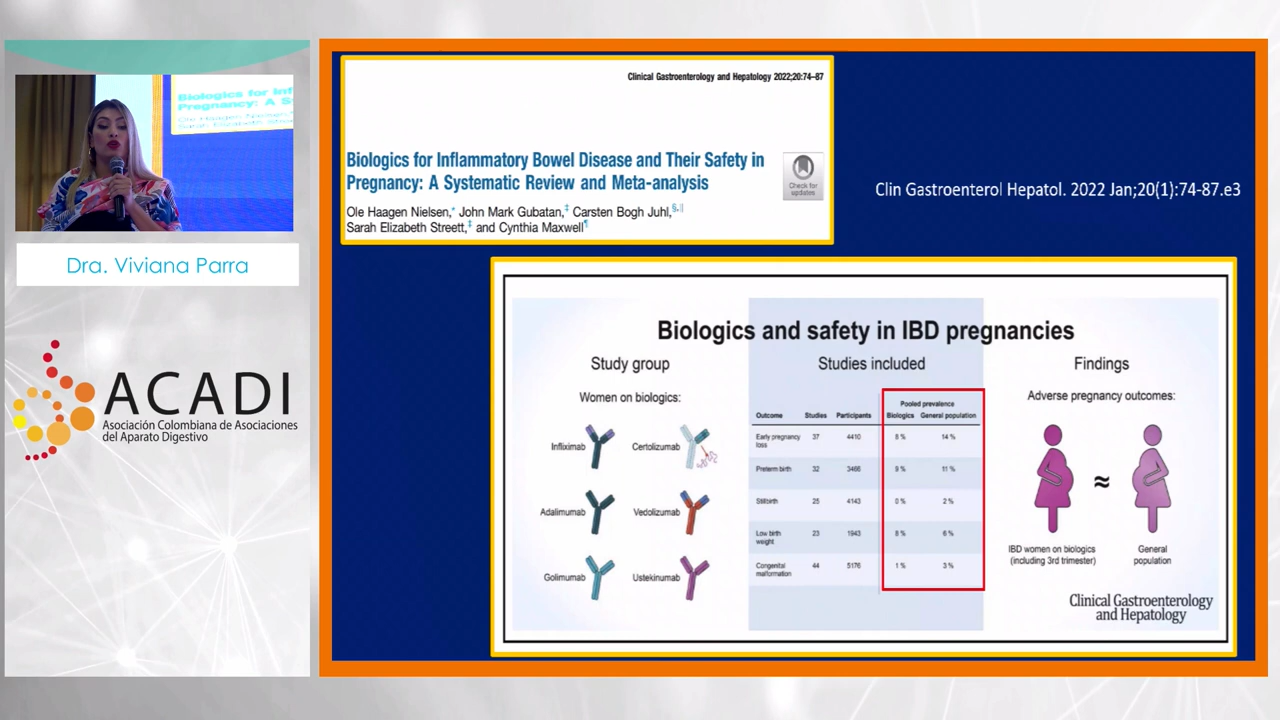 Biologics for Inf
Pregnancy: A S
Ole Haagen Nielsen,
Dra. Viviana Parra
ACADI
Asociación Colombiana de Asociaciones
del Aparato Digestivo
Clinical Gastroenterology and Hepatology 2022;20:74–87
Biologics for Inflammatory Bowel Disease and Their Safety in
Pregnancy: A Systematic Review and Meta-analysis
Check for
updates
Ole Haagen Nielsen,* John Mark Gubatan,‡ Carsten Bogh Juhl,§,||
Sarah Elizabeth Streett,‡ and Cynthia Maxwell¶
Clin Gastroenterol Hepatol. 2022 Jan;20(1):74-87.e3
Biologics and safety in IBD pregnancies
Study group
Women on biologics:
Infliximab
Certolizumab
Adalimumab
Vedolizumab
Golimumab
Ustekinumab
Studies included
Pooled prevalence
Outcome Studies Participants Biologics General population
Early pregnancy loss 37 4410 8 % 14 %
Preterm birth 32 3466 9 % 11 %
Stillbirth 25 4143 0 % 2 %
Low birth weight 23 1943 8 % 6 %
Congenital malformation 44 5176 1 % 3 %
Findings
Adverse pregnancy outcomes:
≈
IBD women on biologics
(including 3rd trimester)
General
population
Clinical Gastroenterology
and Hepatology